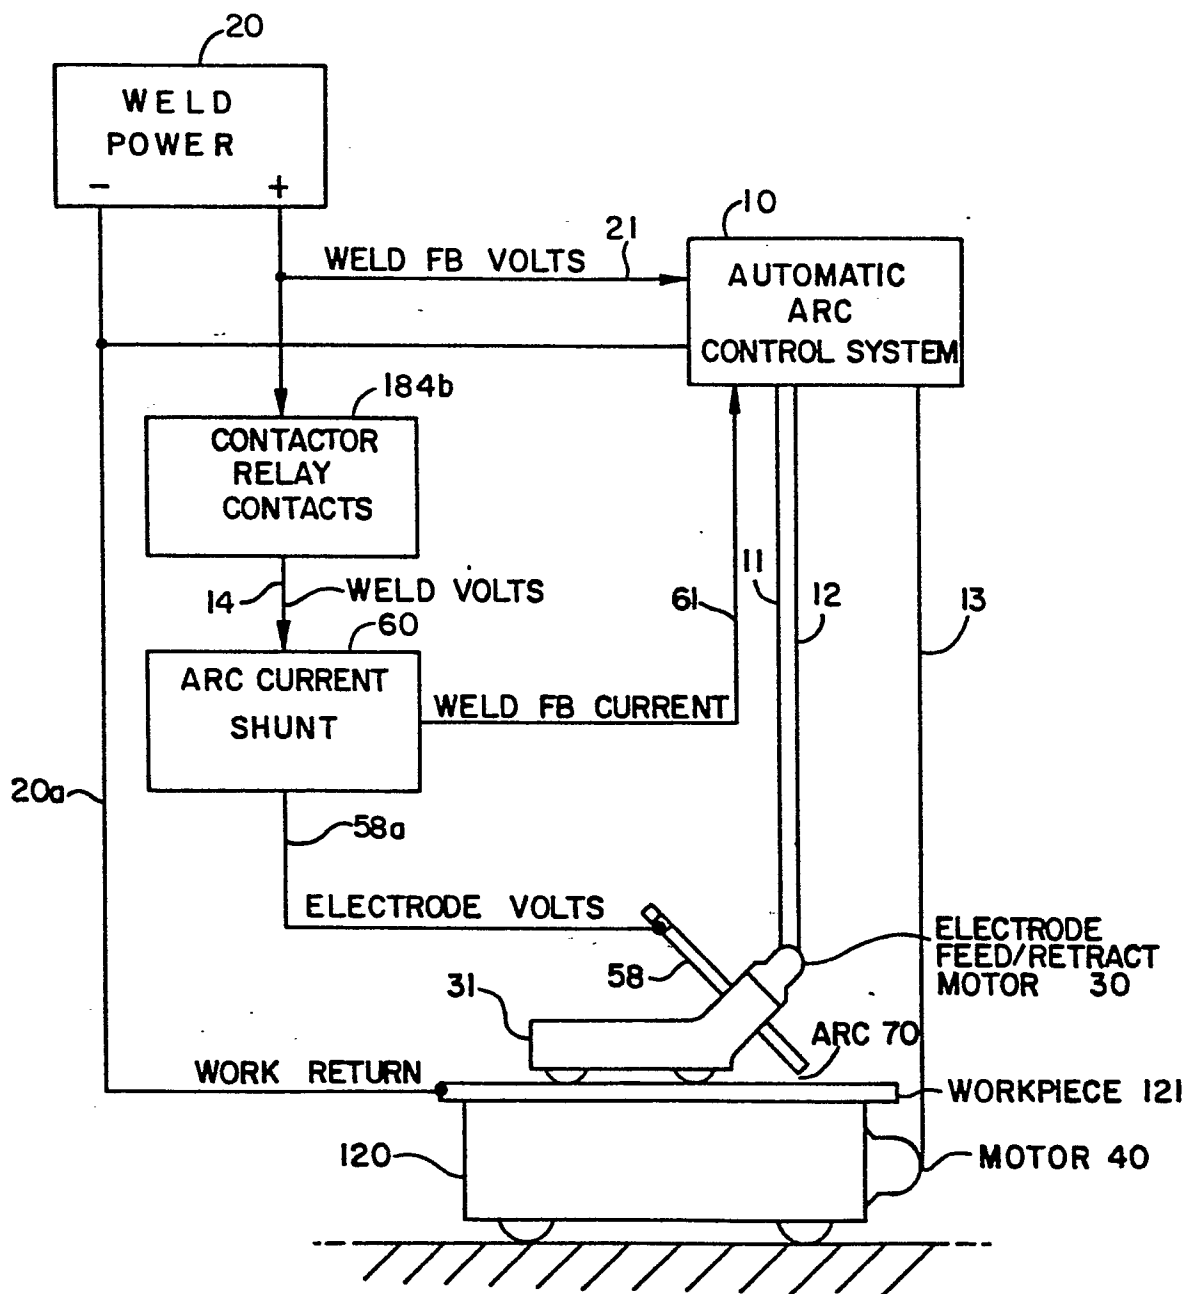 20
WELD
POWER
- +
10
21
WELD FB VOLTS
AUTOMATIC
ARC
CONTROL SYSTEM
184b
CONTACTOR
RELAY
CONTACTS
14
WELD VOLTS
11
12
61
13
60
ARC CURRENT
SHUNT
WELD FB CURRENT
20a
58a
ELECTRODE VOLTS
58
ELECTRODE
FEED/RETRACT
MOTOR 30
31
ARC 70
WORK RETURN
WORKPIECE 121
120
MOTOR 40